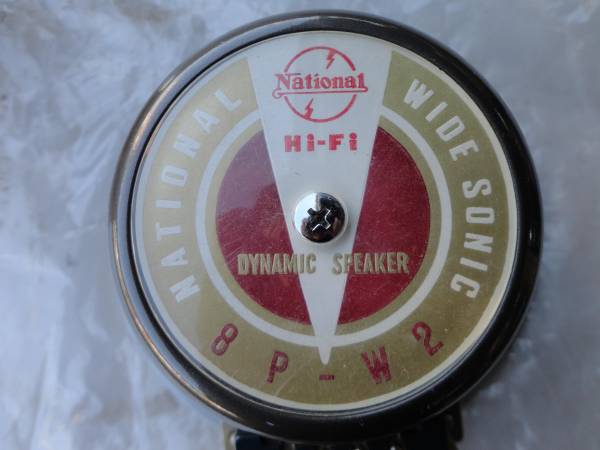 National
Hi-Fi
NATIONAL WIDE SONIC
DYNAMIC SPEAKER
8P-W2